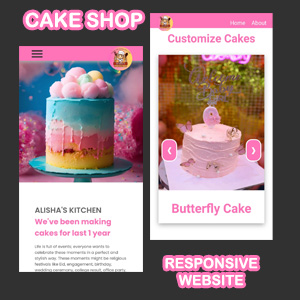 CAKE SHOP
Home About
Customize Cakes
Butterfly Cake
ALISHA'S KITCHEN
We've been making
cakes for last 1 year
Life is full of events, everyone wants to
celebrate these moments in a perfect and
stylish way. These moments might be religious
festivals like Eid, engagement, birthday,
wedding ceremony, college result, office party,
RESPONSIVE
WEBSITE